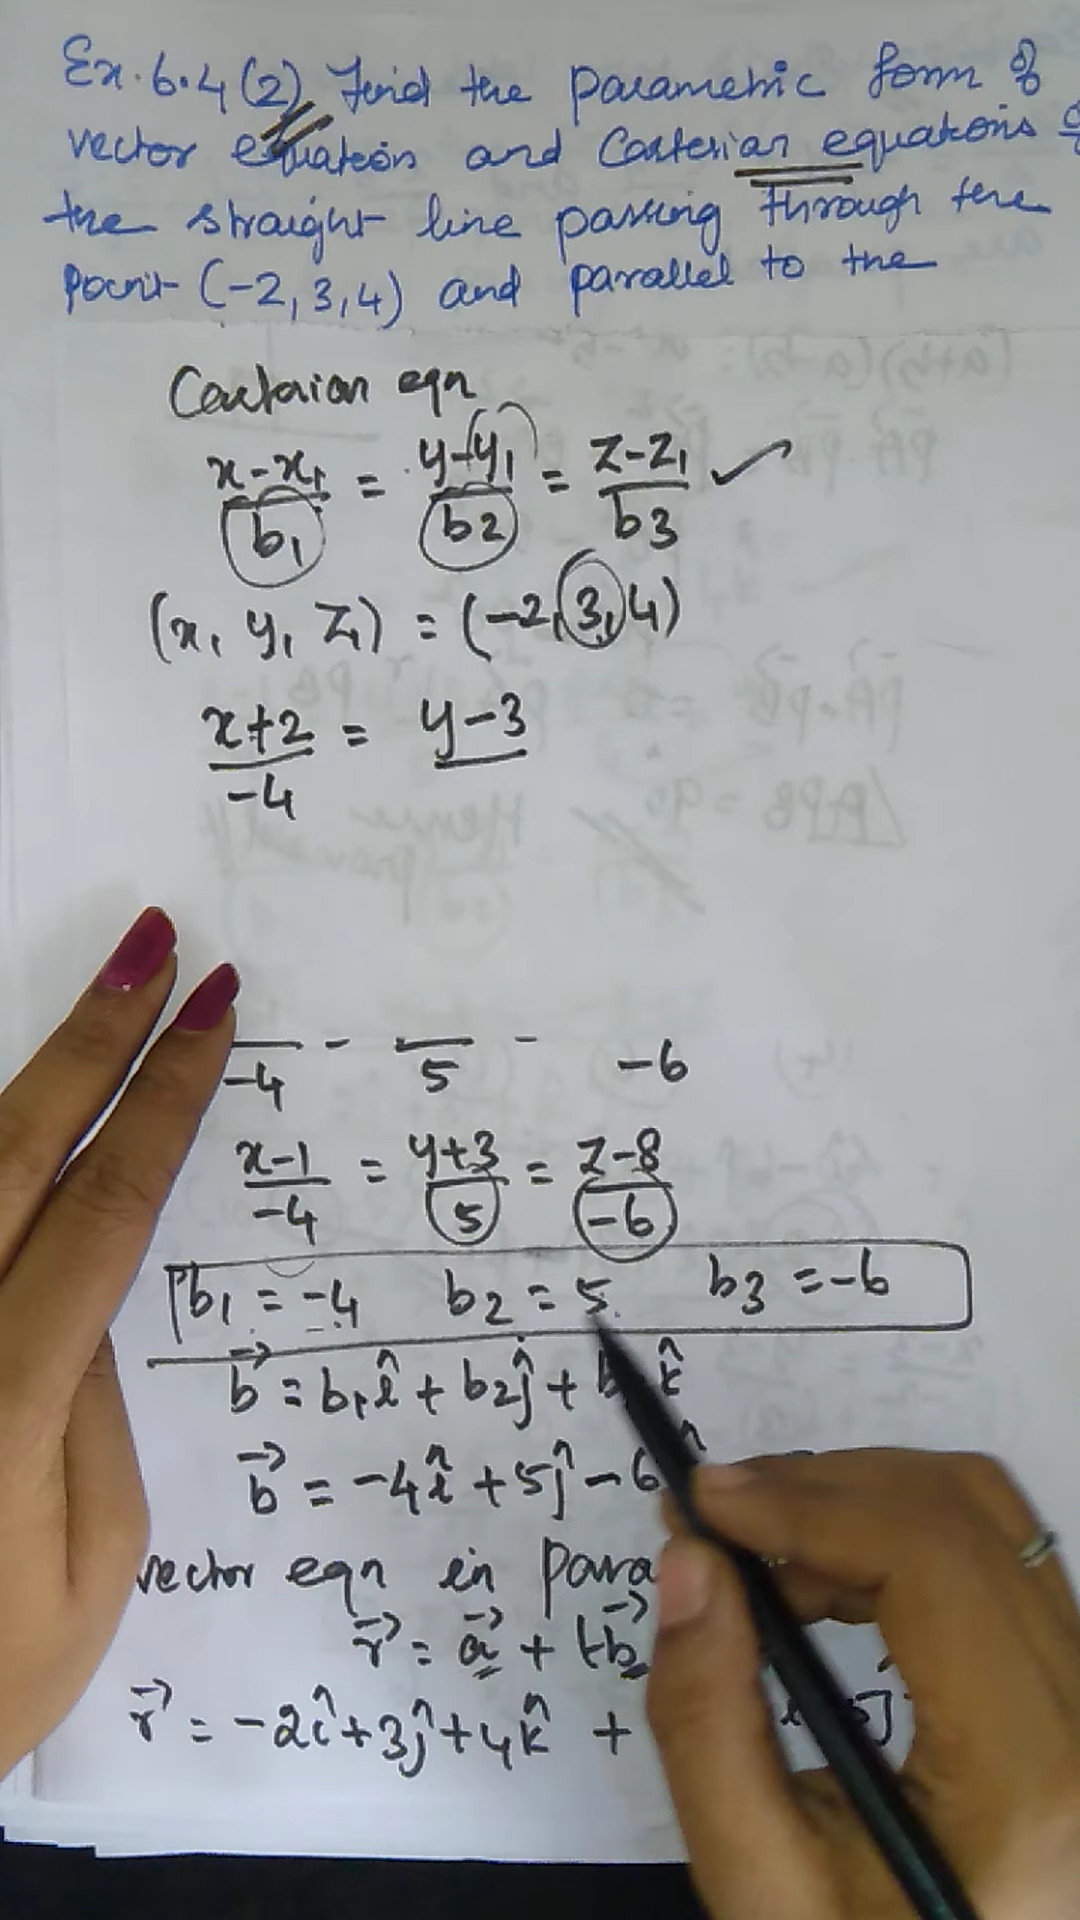 Ex. 6.4 (2) Find the parametric form of
vector equation and Cartesian equations of
the straight line passing through the
point (-2, 3, 4) and parallel to the
Cartesian eqn
x-x₁/b₁ = y-y₁/b2 = z-z₁/b3 ✓
(x₁ y₁ z₁) = (-2, 3, 4)
x+2/-4 = y-3
-4 - 5 - -6
x-1/-4 = y+3/5 = z-8/-6
b₁ = -4 b2 = 5 b3 = -6
b⃗ = b₁î + b2ĵ + b k̂
b⃗ = -4î + 5ĵ - 6
vector eqn in Para
r⃗ = a⃗ + tb⃗
r⃗ = -2î + 3ĵ + 4k̂ +